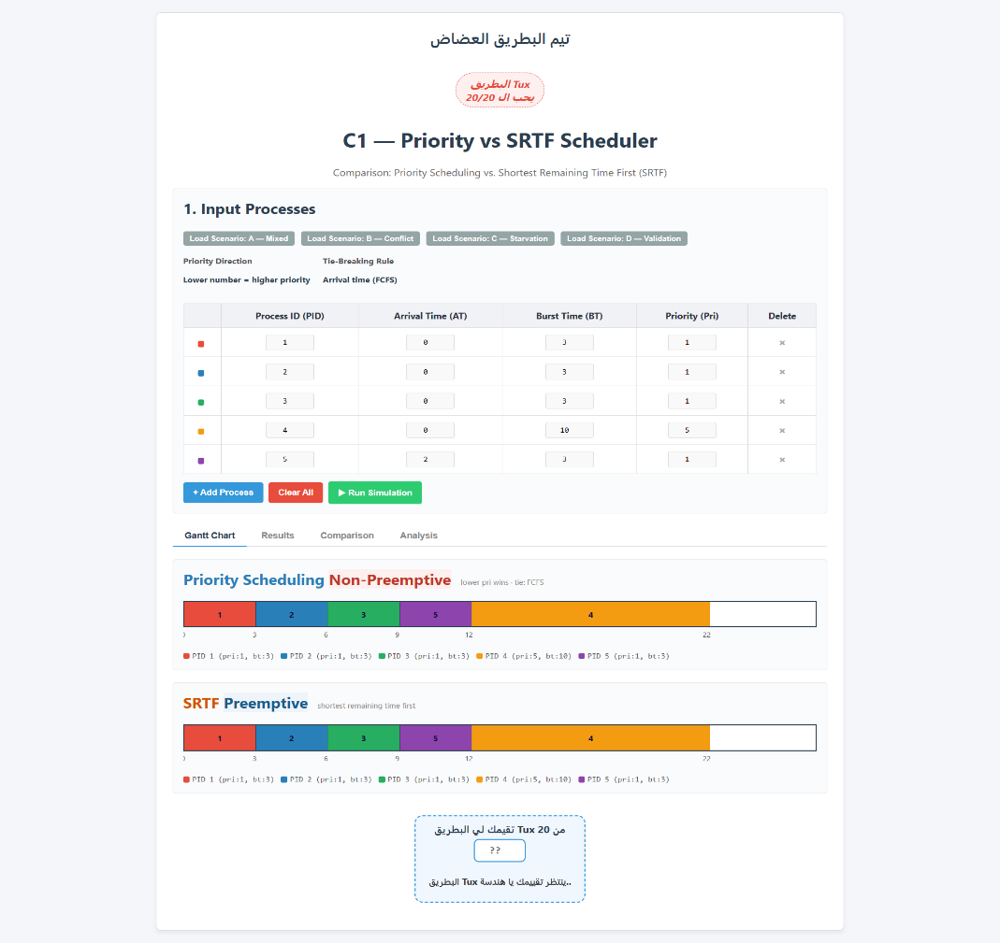 تيم البطريق العضاض
البطريق Tux
يحب الـ 20/20
C1 — Priority vs SRTF Scheduler
Comparison: Priority Scheduling vs. Shortest Remaining Time First (SRTF)
1. Input Processes
Load Scenario: A — Mixed Load Scenario: B — Conflict Load Scenario: C — Starvation Load Scenario: D — Validation
Priority Direction Tie-Breaking Rule
Lower number = higher priority Arrival time (FCFS)
Process ID (PID) Arrival Time (AT) Burst Time (BT) Priority (Pri) Delete
1 0 3 1 ×
2 0 3 1 ×
3 0 3 1 ×
4 0 10 5 ×
5 2 3 1 ×
+ Add Process Clear All ▶ Run Simulation
Gantt Chart Results Comparison Analysis
Priority Scheduling Non-Preemptive lower pri wins · tie: FCFS
1 2 3 5 4
3 6 9 12 22
PID 1 (pri:1, bt:3) PID 2 (pri:1, bt:3) PID 3 (pri:1, bt:3) PID 4 (pri:5, bt:10) PID 5 (pri:1, bt:3)
SRTF Preemptive shortest remaining time first
1 2 3 5 4
3 6 9 12 22
PID 1 (pri:1, bt:3) PID 2 (pri:1, bt:3) PID 3 (pri:1, bt:3) PID 4 (pri:5, bt:10) PID 5 (pri:1, bt:3)
تقيمك لي البطريق Tux من 20
??
البطريق Tux ينتظر تقييمك يا هندسة..